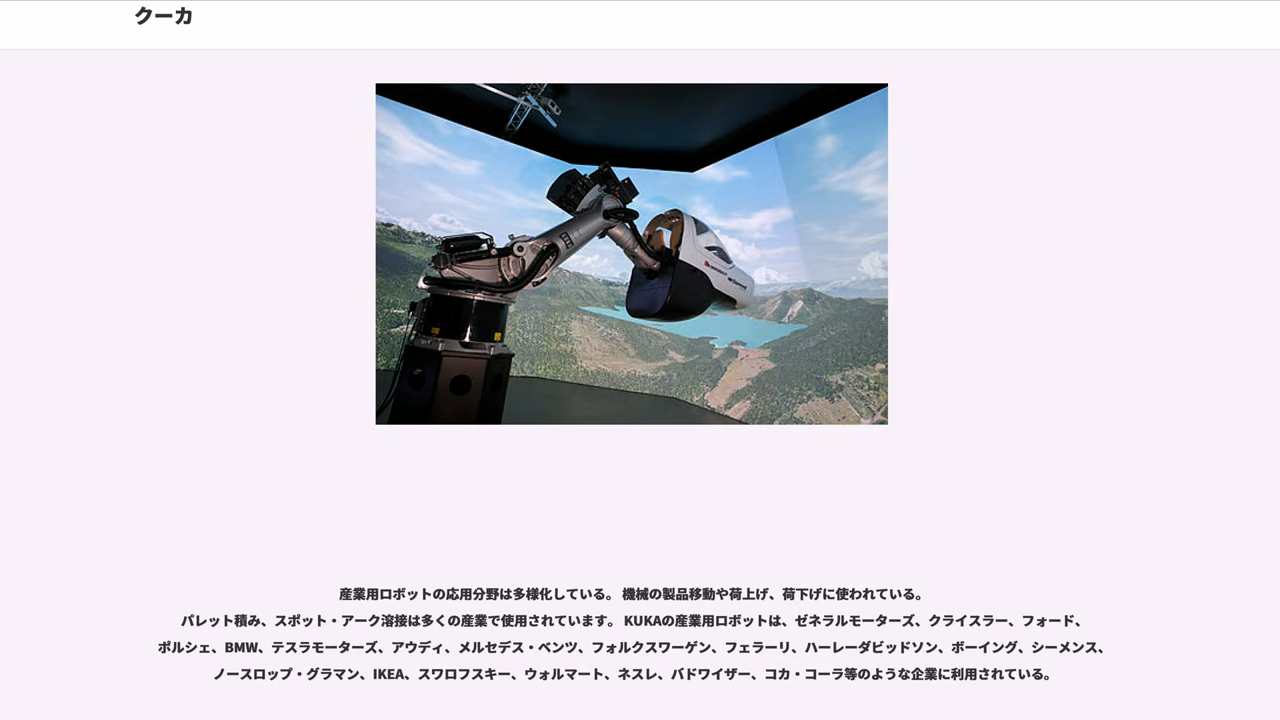 クーカ
産業用ロボットの応用分野は多様化している。 機械の製品移動や荷上げ、荷下げに使われている。
パレット積み、スポット・アーク溶接は多くの産業で使用されています。 KUKAの産業用ロボットは、ゼネラルモーターズ、クライスラー、フォード、
ポルシェ、BMW、テスラモーターズ、アウディ、メルセデス・ベンツ、フォルクスワーゲン、フェラーリ、ハーレーダビッドソン、ボーイング、シーメンス、
ノースロップ・グラマン、IKEA、スワロフスキー、ウォルマート、ネスレ、バドワイザー、コカ・コーラ等のような企業に利用されている。